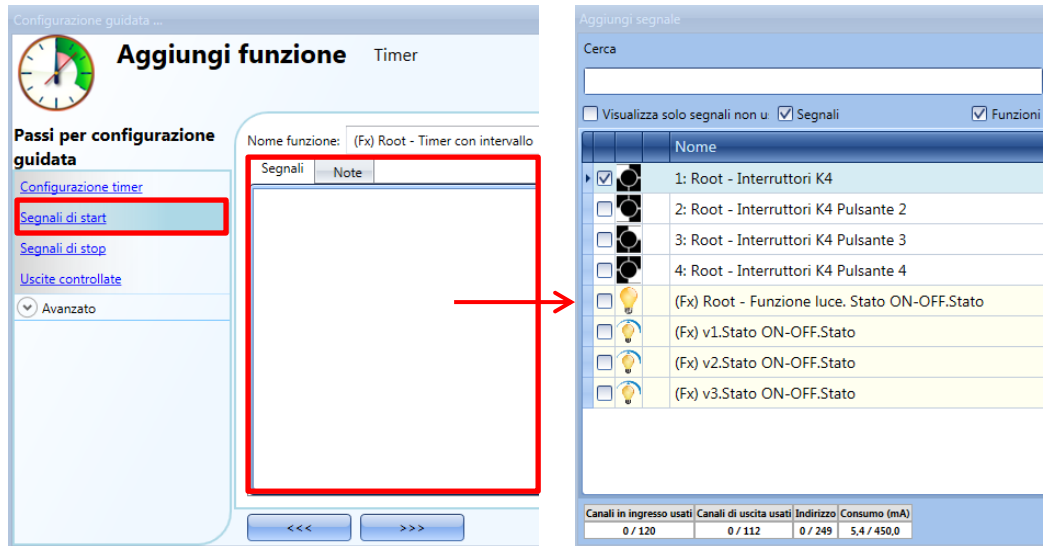 Configurazione guidata ...
Aggiungi funzione Timer
Passi per configurazione
guidata
Configurazione timer
Segnali di start
Segnali di stop
Uscite controllate
Avanzato
Nome funzione: (Fx) Root - Timer con intervallo
Segnali Note
<<< >>>
Aggiungi segnale
Cerca
Visualizza solo segnali non u Segnali Funzioni
Nome
1: Root - Interruttori K4
2: Root - Interruttori K4 Pulsante 2
3: Root - Interruttori K4 Pulsante 3
4: Root - Interruttori K4 Pulsante 4
(Fx) Root - Funzione luce. Stato ON-OFF.Stato
(Fx) v1.Stato ON-OFF.Stato
(Fx) v2.Stato ON-OFF.Stato
(Fx) v3.Stato ON-OFF.Stato
Canali in ingresso usati Canali di uscita usati Indirizzo Consumo (mA)
0 / 120 0 / 112 0 / 249 5,4 / 450,0